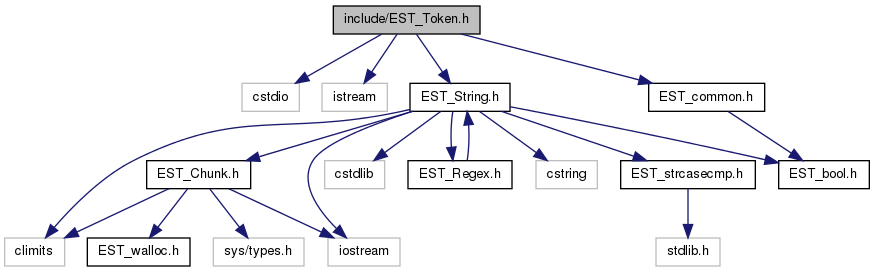 include/EST_Token.h
cstdio
istream
EST_String.h
EST_common.h
EST_Chunk.h
cstdlib
EST_Regex.h
cstring
EST_strcasecmp.h
EST_bool.h
climits
EST_walloc.h
sys/types.h
iostream
stdlib.h